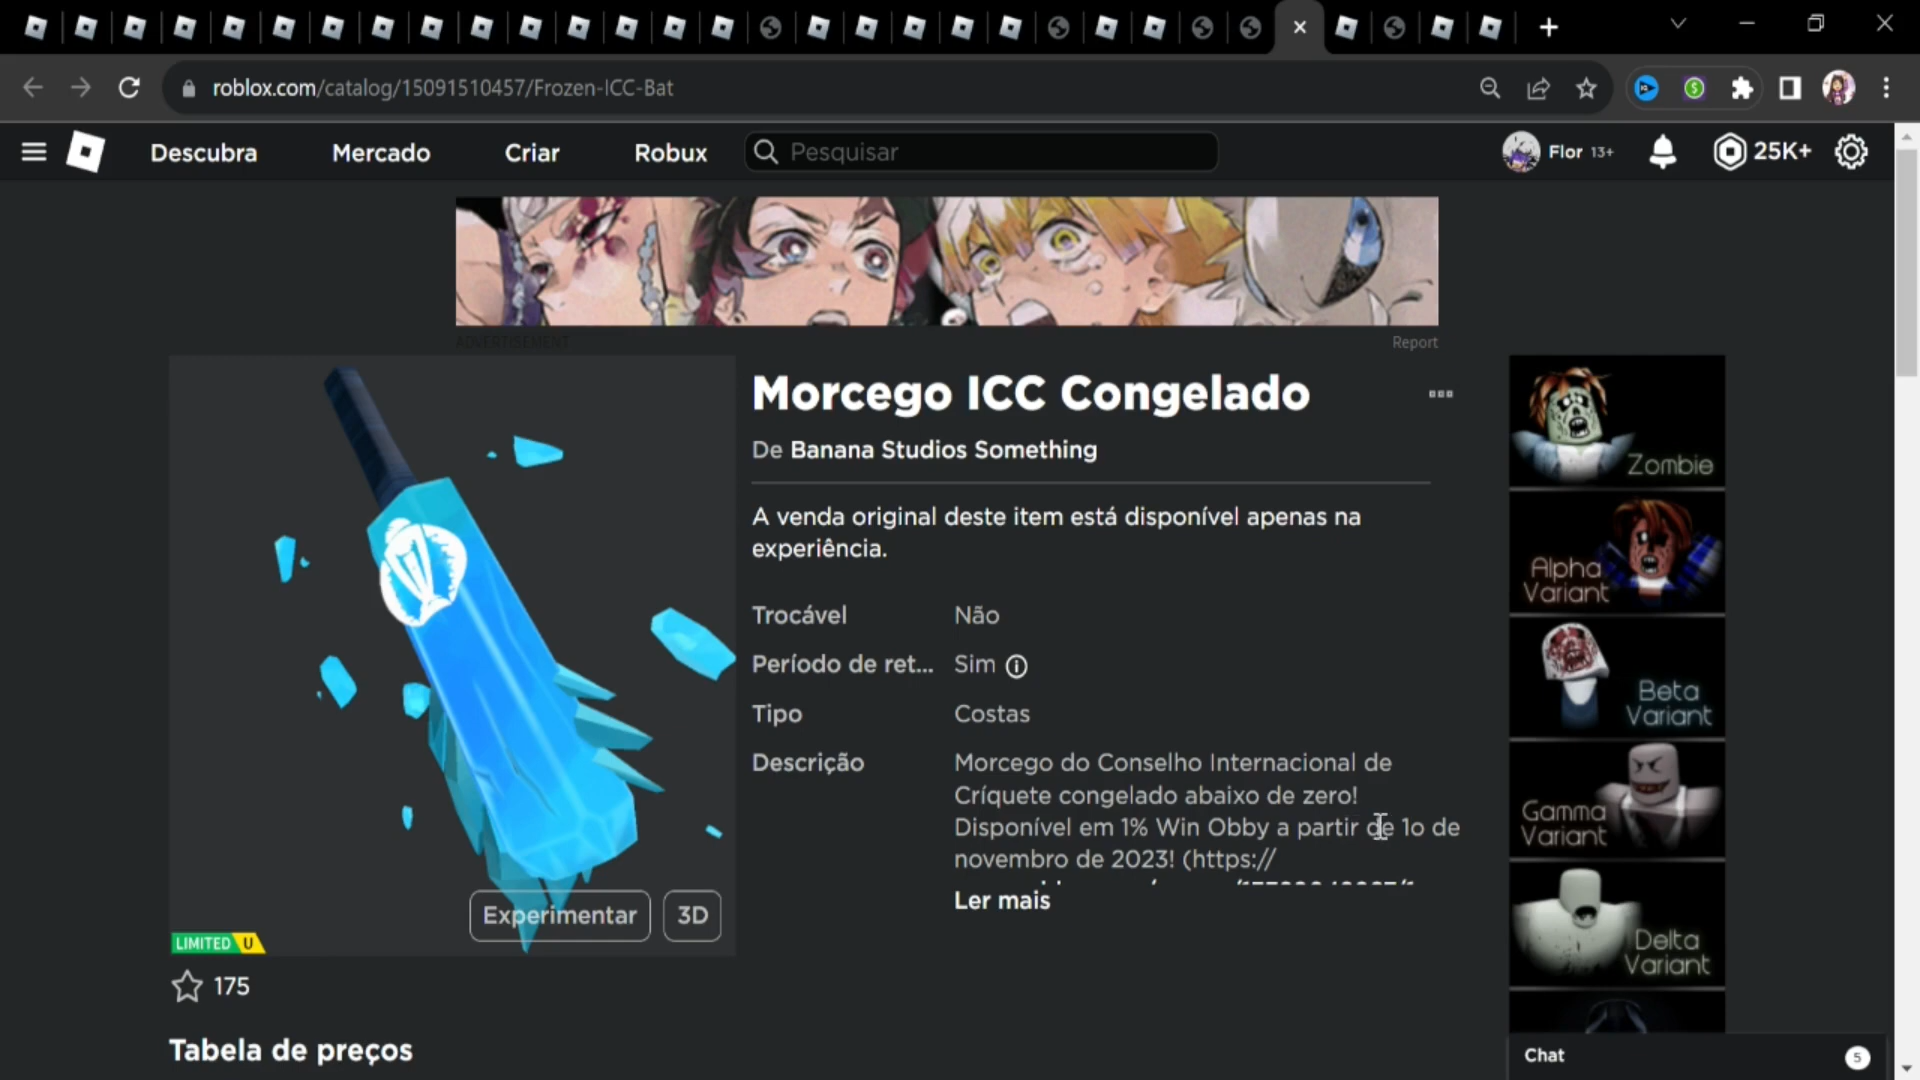 roblox.com/catalog/15091510457/Frozen-ICC-Bat
Descubra
Mercado
Criar
Robux
Pesquisar
Flor 13+
25K+
ADVERTISEMENT
Report
Morcego ICC Congelado
De Banana Studios Something
A venda original deste item está disponível apenas na
experiência.
Trocável Não
Período de ret... Sim
Tipo Costas
Descrição Morcego do Conselho Internacional de
Críquete congelado abaixo de zero!
Disponível em 1% Win Obby a partir de 1o de
novembro de 2023! (https://
Ler mais
Experimentar
3D
LIMITED U
175
Tabela de preços
Zombie
Alpha
Variant
Beta
Variant
Gamma
Variant
Delta
Variant
Chat
5